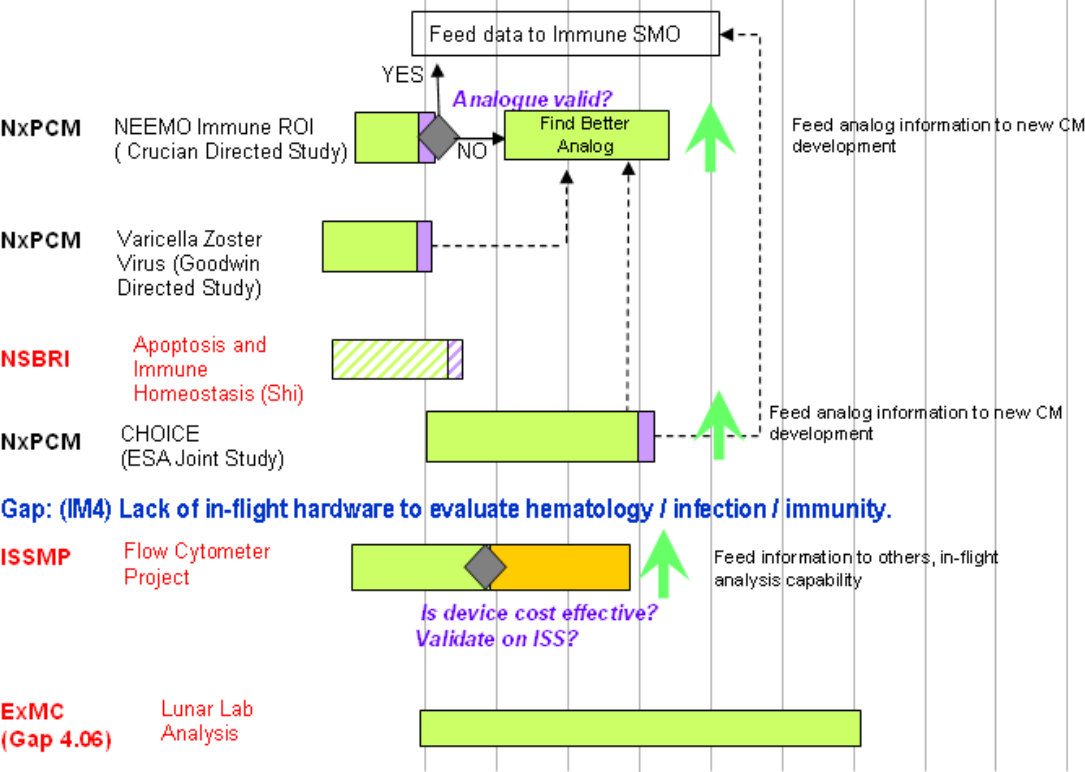 Feed data to Immune SMO
YES
Analogue valid?
NxPCM
NEEMO Immune ROI
( Crucian Directed Study)
NO
Find Better
Analog
Feed analog information to new CM
development
NxPCM
Varicella Zoster
Virus (Goodwin
Directed Study)
NSBRI
Apoptosis and
Immune
Homeostasis (Shi)
NxPCM
CHOICE
(ESA Joint Study)
Feed analog information to new CM
development
Gap: (IM4) Lack of in-flight hardware to evaluate hematology / infection / immunity.
ISSMP
Flow Cytometer
Project
Feed information to others, in-flight
analysis capability
Is device cost effective?
Validate on ISS?
ExMC
(Gap 4.06)
Lunar Lab
Analysis